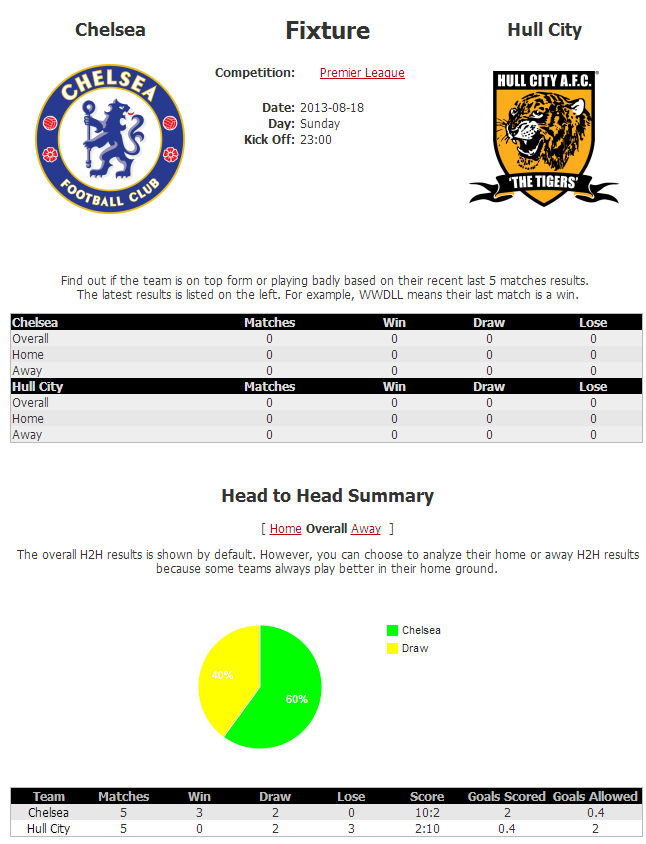 Chelsea Fixture Hull City
CHELSEA
FOOTBALL CLUB
Competition: Premier League
Date: 2013-08-18
Day: Sunday
Kick Off: 23:00
HULL CITY A.F.C.
'THE TIGERS'
Find out if the team is on top form or playing badly based on their recent last 5 matches results.
The latest results is listed on the left. For example, WWDLL means their last match is a win.
Chelsea Matches Win Draw Lose
Overall 0 0 0 0
Home 0 0 0 0
Away 0 0 0 0
Hull City Matches Win Draw Lose
Overall 0 0 0 0
Home 0 0 0 0
Away 0 0 0 0
Head to Head Summary
[ Home Overall Away ]
The overall H2H results is shown by default. However, you can choose to analyze their home or away H2H results
because some teams always play better in their home ground.
Chelsea
Draw
40%
60%
Team Matches Win Draw Lose Score Goals Scored Goals Allowed
Chelsea 5 3 2 0 10:2 2 0.4
Hull City 5 0 2 3 2:10 0.4 2